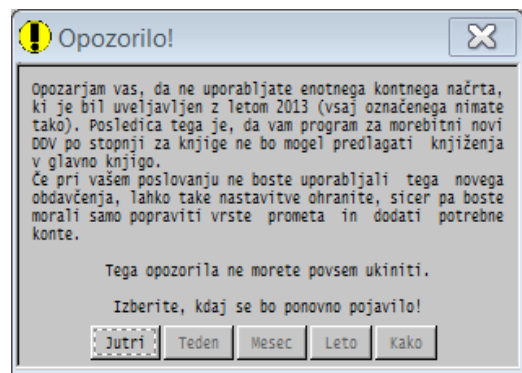 Opozorilo!
Opozarjam vas, da ne uporabljate enotnega kontnega načrta,
ki je bil uveljavljen z letom 2013 (vsaj označenega nimate
tako). Posledica tega je, da vam program za morebitni novi
DDV po stopnji za knjige ne bo mogel predlagati knjiženja
v glavno knjigo.
Če pri vašem poslovanju ne boste uporabljali tega novega
obdavčenja, lahko take nastavitve ohranite, sicer pa boste
morali samo popraviti vrste prometa in dodati potrebne
konte.
Tega opozorila ne morete povsem ukiniti.
Izberite, kdaj se bo ponovno pojavilo!
Jutri Teden Mesec Leto Kako